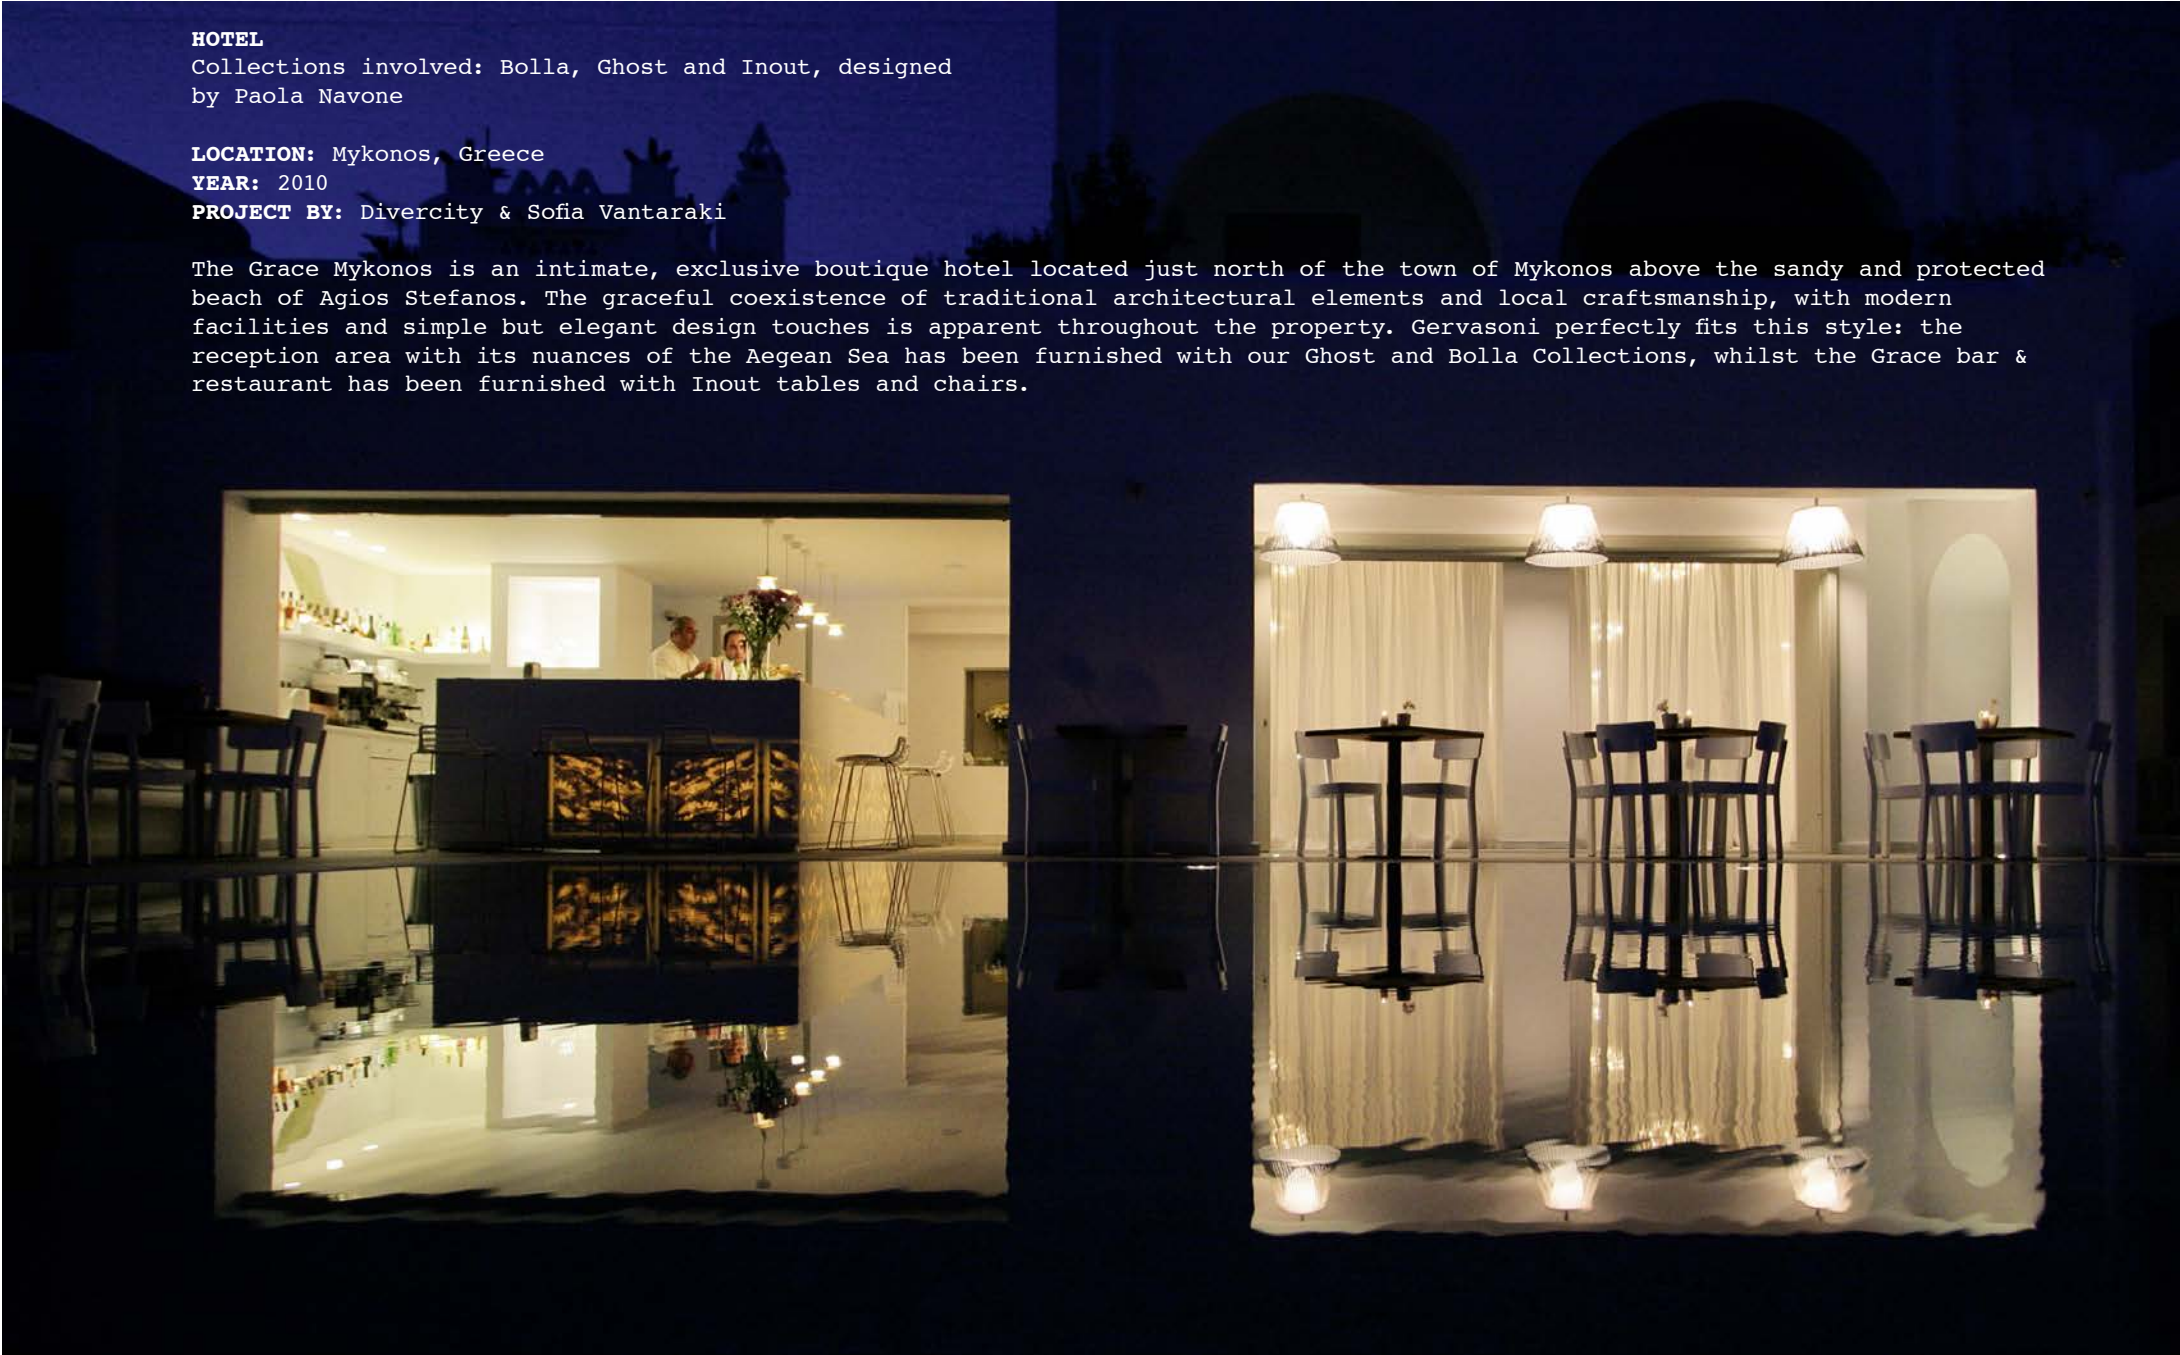 HOTEL
Collections involved: Bolla, Ghost and Inout, designed
by Paola Navone
LOCATION: Mykonos, Greece
YEAR: 2010
PROJECT BY: Divercity & Sofia Vantaraki
The Grace Mykonos is an intimate, exclusive boutique hotel located just north of the town of Mykonos above the sandy and protected
beach of Agios Stefanos. The graceful coexistence of traditional architectural elements and local craftsmanship, with modern
facilities and simple but elegant design touches is apparent throughout the property. Gervasoni perfectly fits this style: the
reception area with its nuances of the Aegean Sea has been furnished with our Ghost and Bolla Collections, whilst the Grace bar &
restaurant has been furnished with Inout tables and chairs.